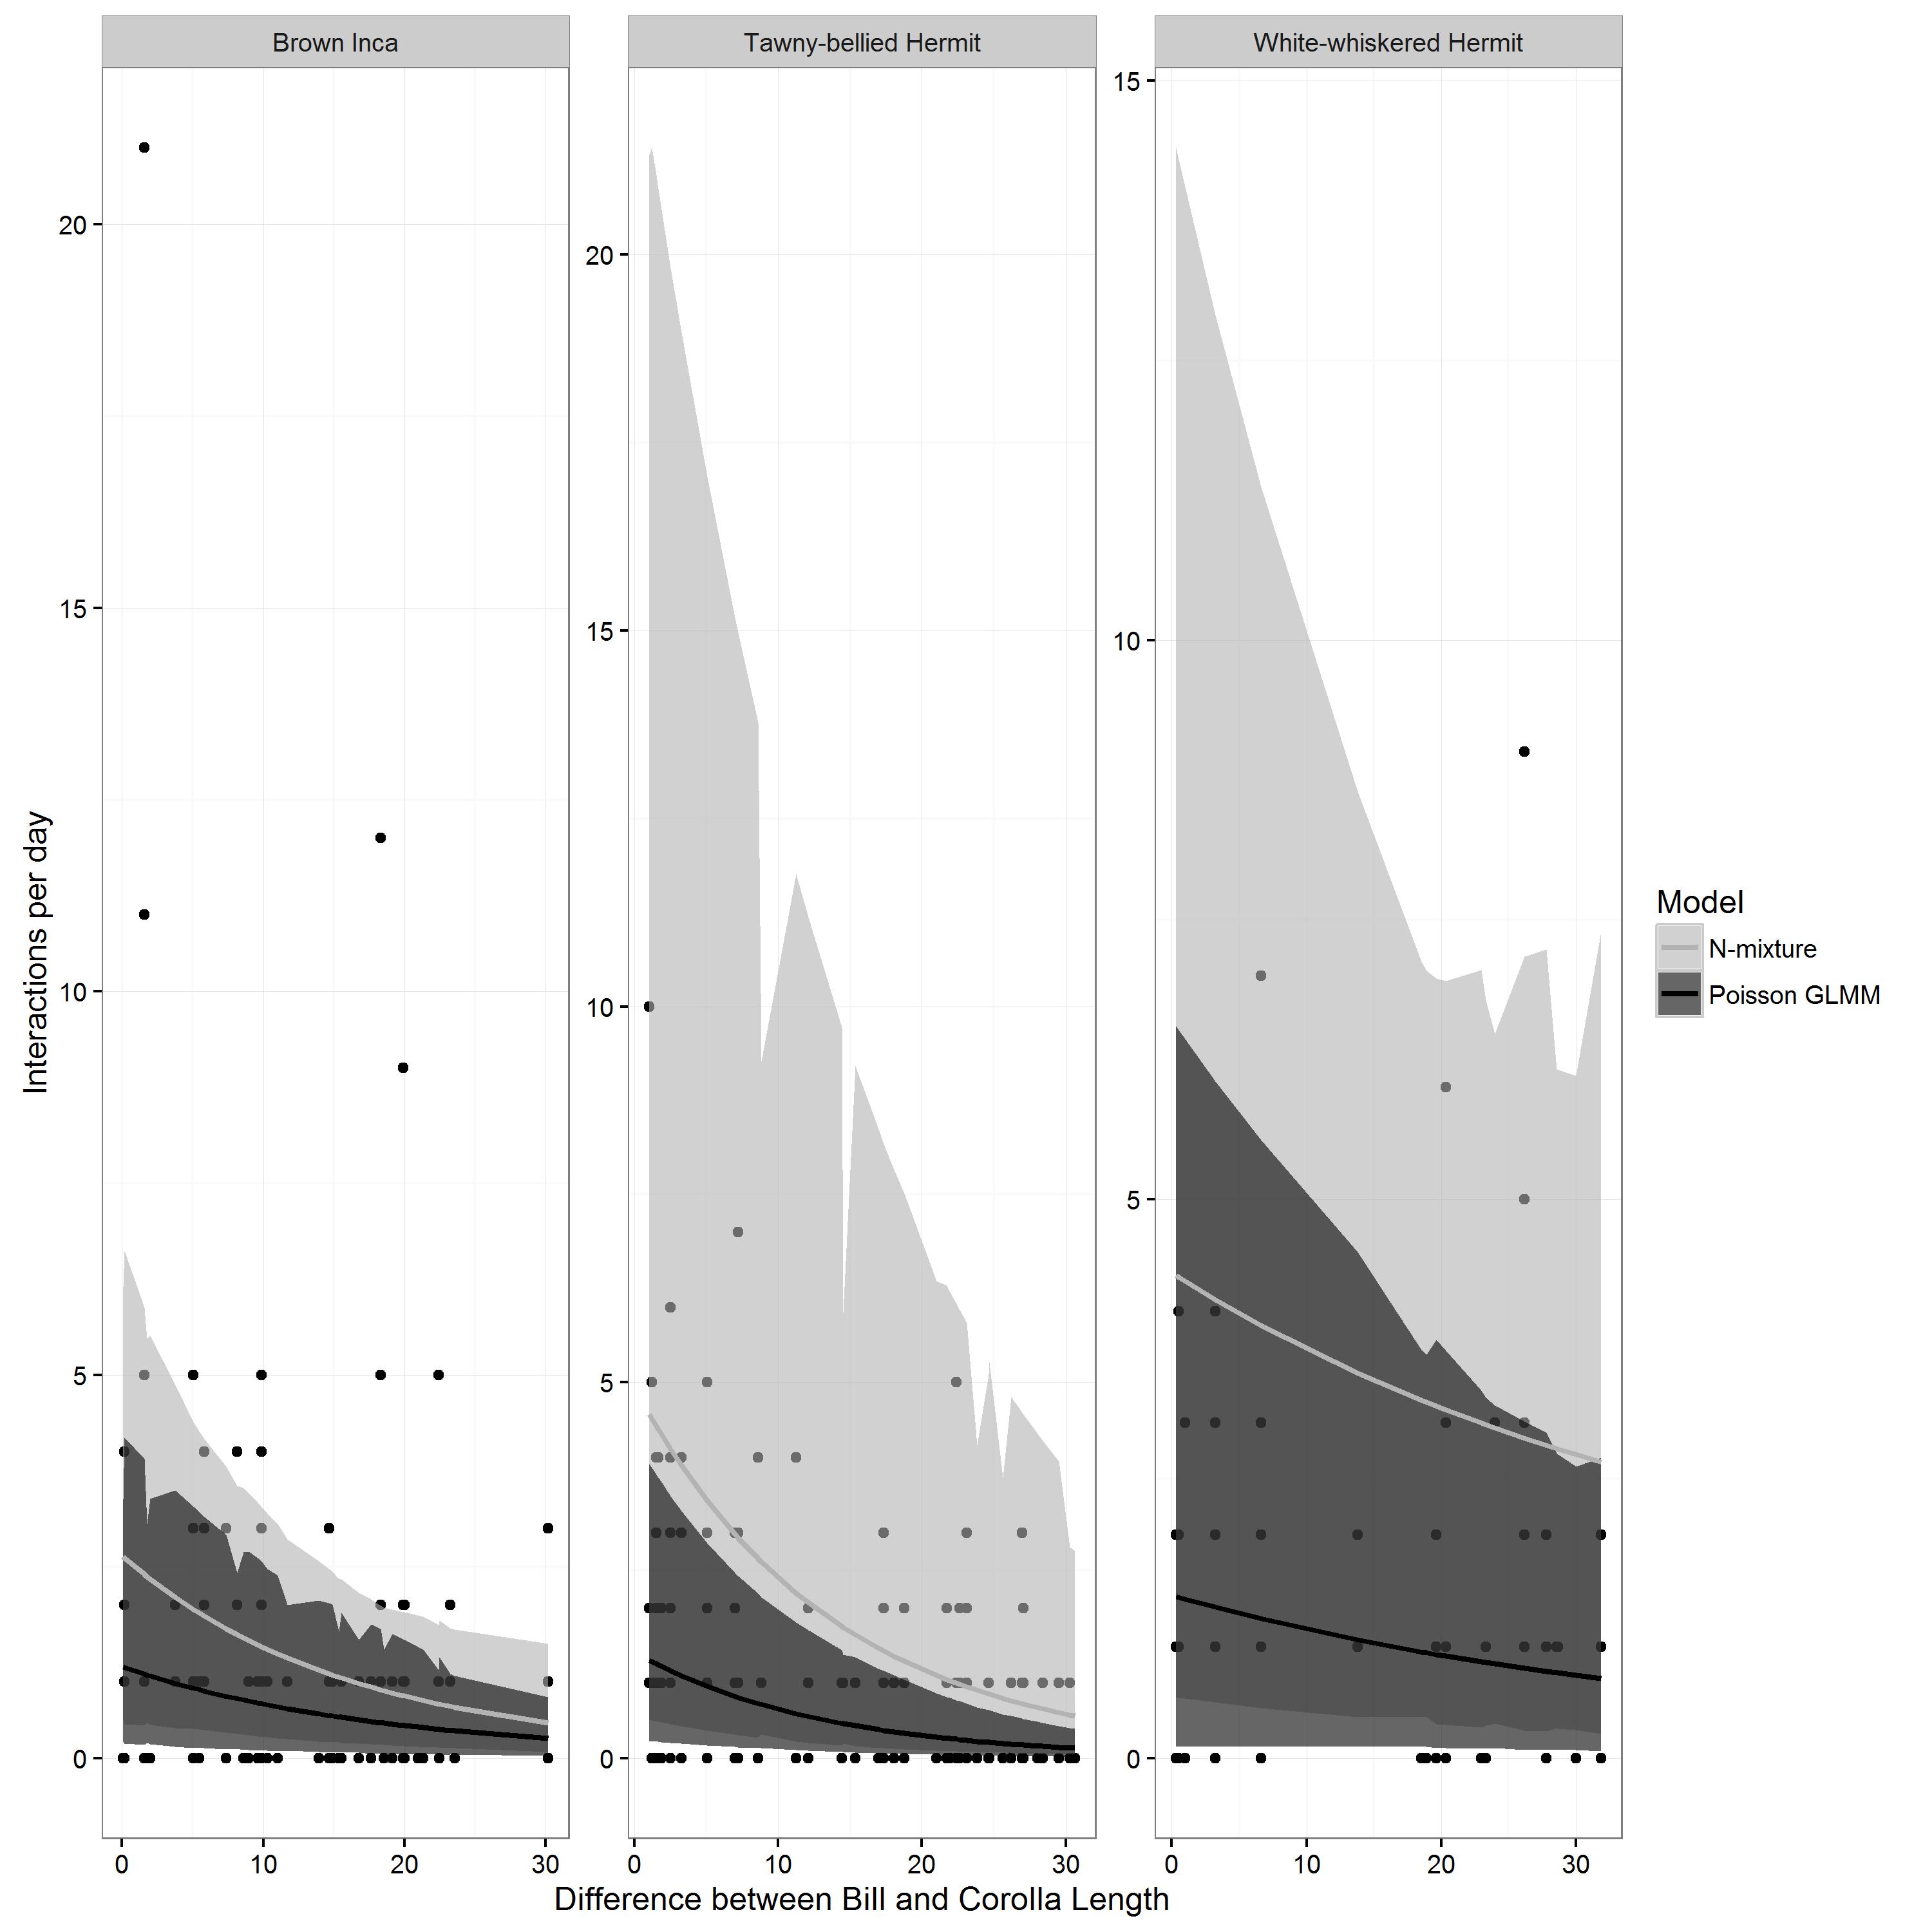 Brown Inca
Tawny-bellied Hermit
White-whiskered Hermit
Interactions per day
20
15
10
5
0
20
15
10
5
0
15
10
5
0
0 10 20 30
0 10 20 30
0 10 20 30
Difference between Bill and Corolla Length
Model
N-mixture
Poisson GLMM